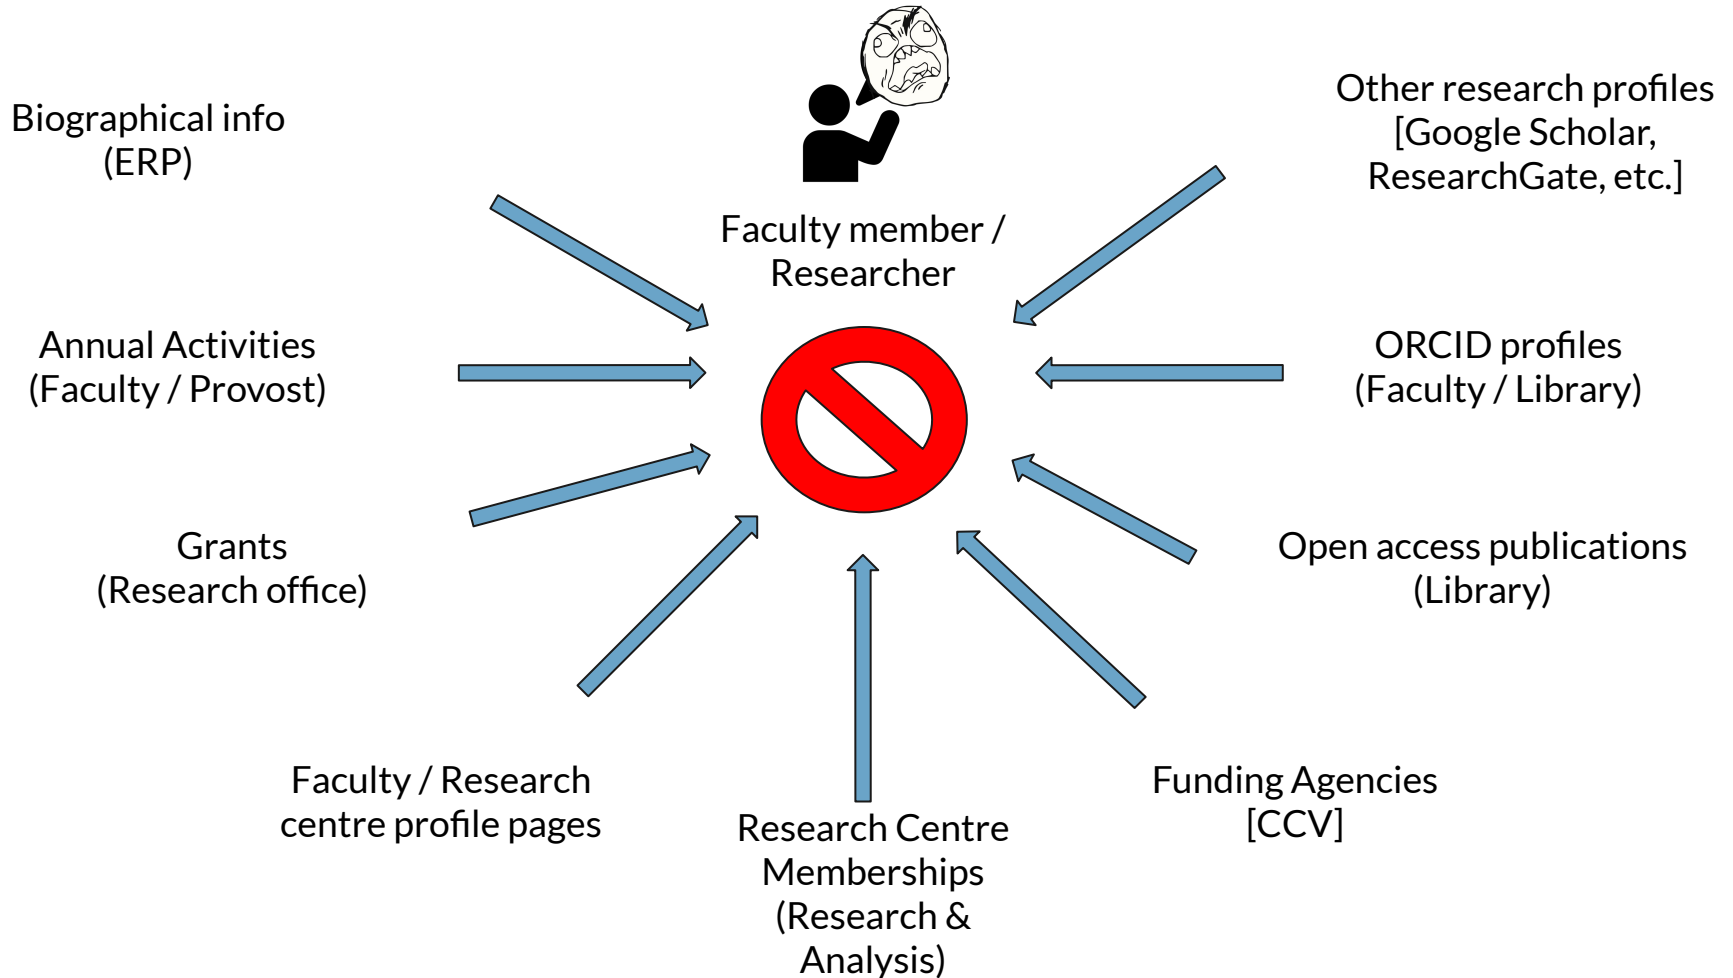 Biographical info
(ERP)
Faculty member /
Researcher
Other research profiles
[Google Scholar,
ResearchGate, etc.]
Annual Activities
(Faculty / Provost)
ORCID profiles
(Faculty / Library)
Grants
(Research office)
Open access publications
(Library)
Faculty / Research
centre profile pages
Research Centre
Memberships
(Research &
Analysis)
Funding Agencies
[CCV]